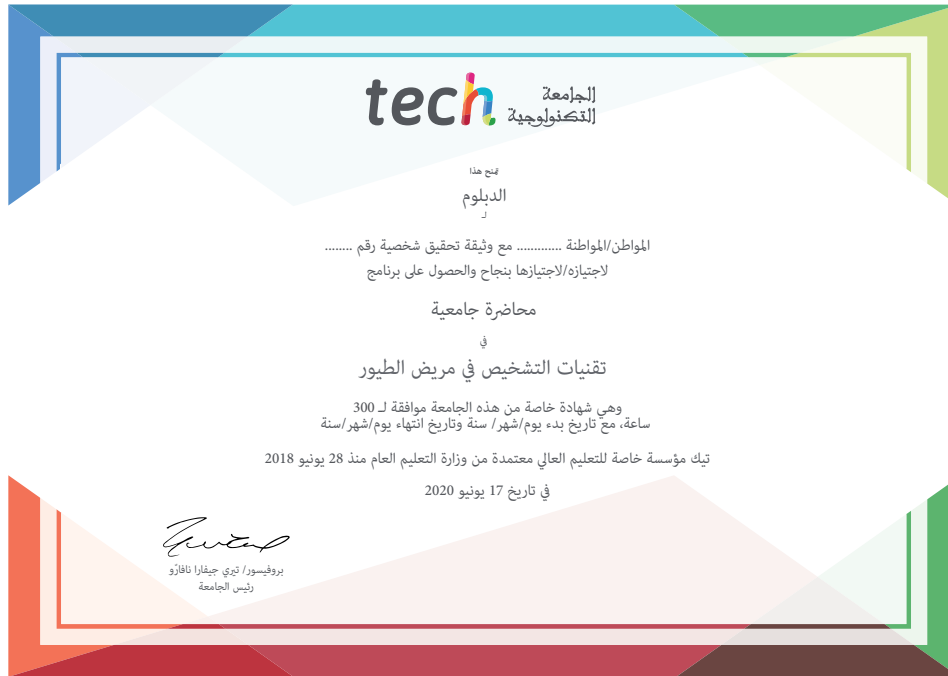 tech الجامعة
التكنولوجية
تمنح هذا
الدبلوم
لـ
المواطن/المواطنة ............. مع وثيقة تحقيق شخصية رقم ........
لاجتيازه/لاجتيازها بنجاح والحصول على برنامج
محاضرة جامعية
في
تقنيات التشخيص في مريض الطيور
وهي شهادة خاصة من هذه الجامعة موافقة لـ 300
ساعة، مع تاريخ بدء يوم/شهر/ سنة وتاريخ انتهاء يوم/شهر/سنة
تيك مؤسسة خاصة للتعليم العالي معتمدة من وزارة التعليم العام منذ 28 يونيو 2018
في تاريخ 17 يونيو 2020
بروفيسور/ تيري جيفارا نافارّو
رئيس الجامعة